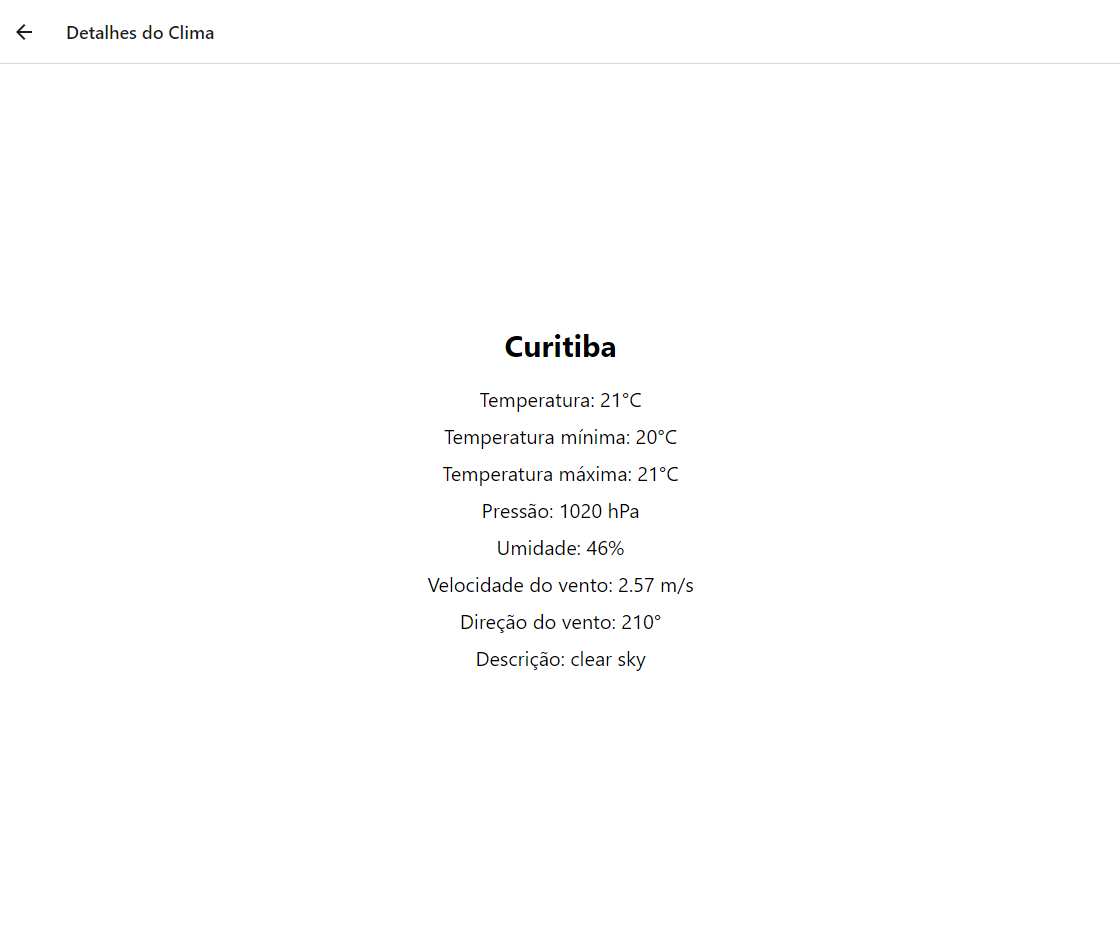 Detalhes do Clima
Curitiba
Temperatura: 21°C
Temperatura mínima: 20°C
Temperatura máxima: 21°C
Pressão: 1020 hPa
Umidade: 46%
Velocidade do vento: 2.57 m/s
Direção do vento: 210°
Descrição: clear sky